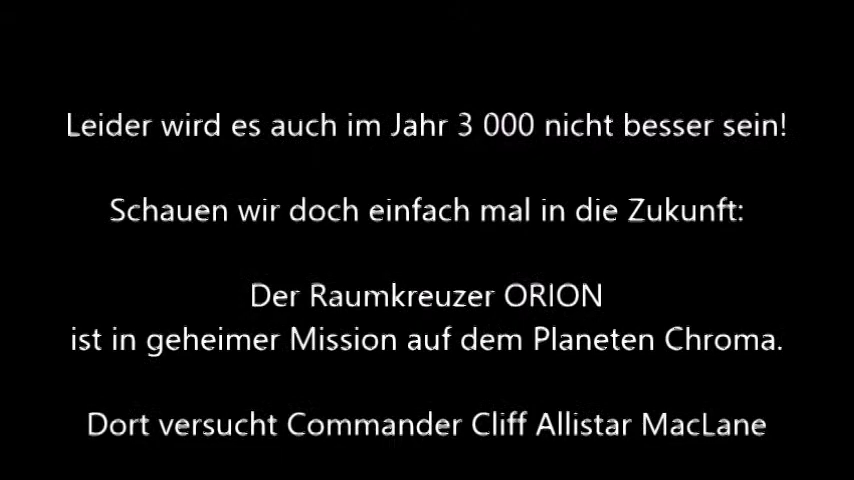 Leider wird es auch im Jahr 3 000 nicht besser sein!
Schauen wir doch einfach mal in die Zukunft:
Der Raumkreuzer ORION
ist in geheimer Mission auf dem Planeten Chroma.
Dort versucht Commander Cliff Allistar MacLane